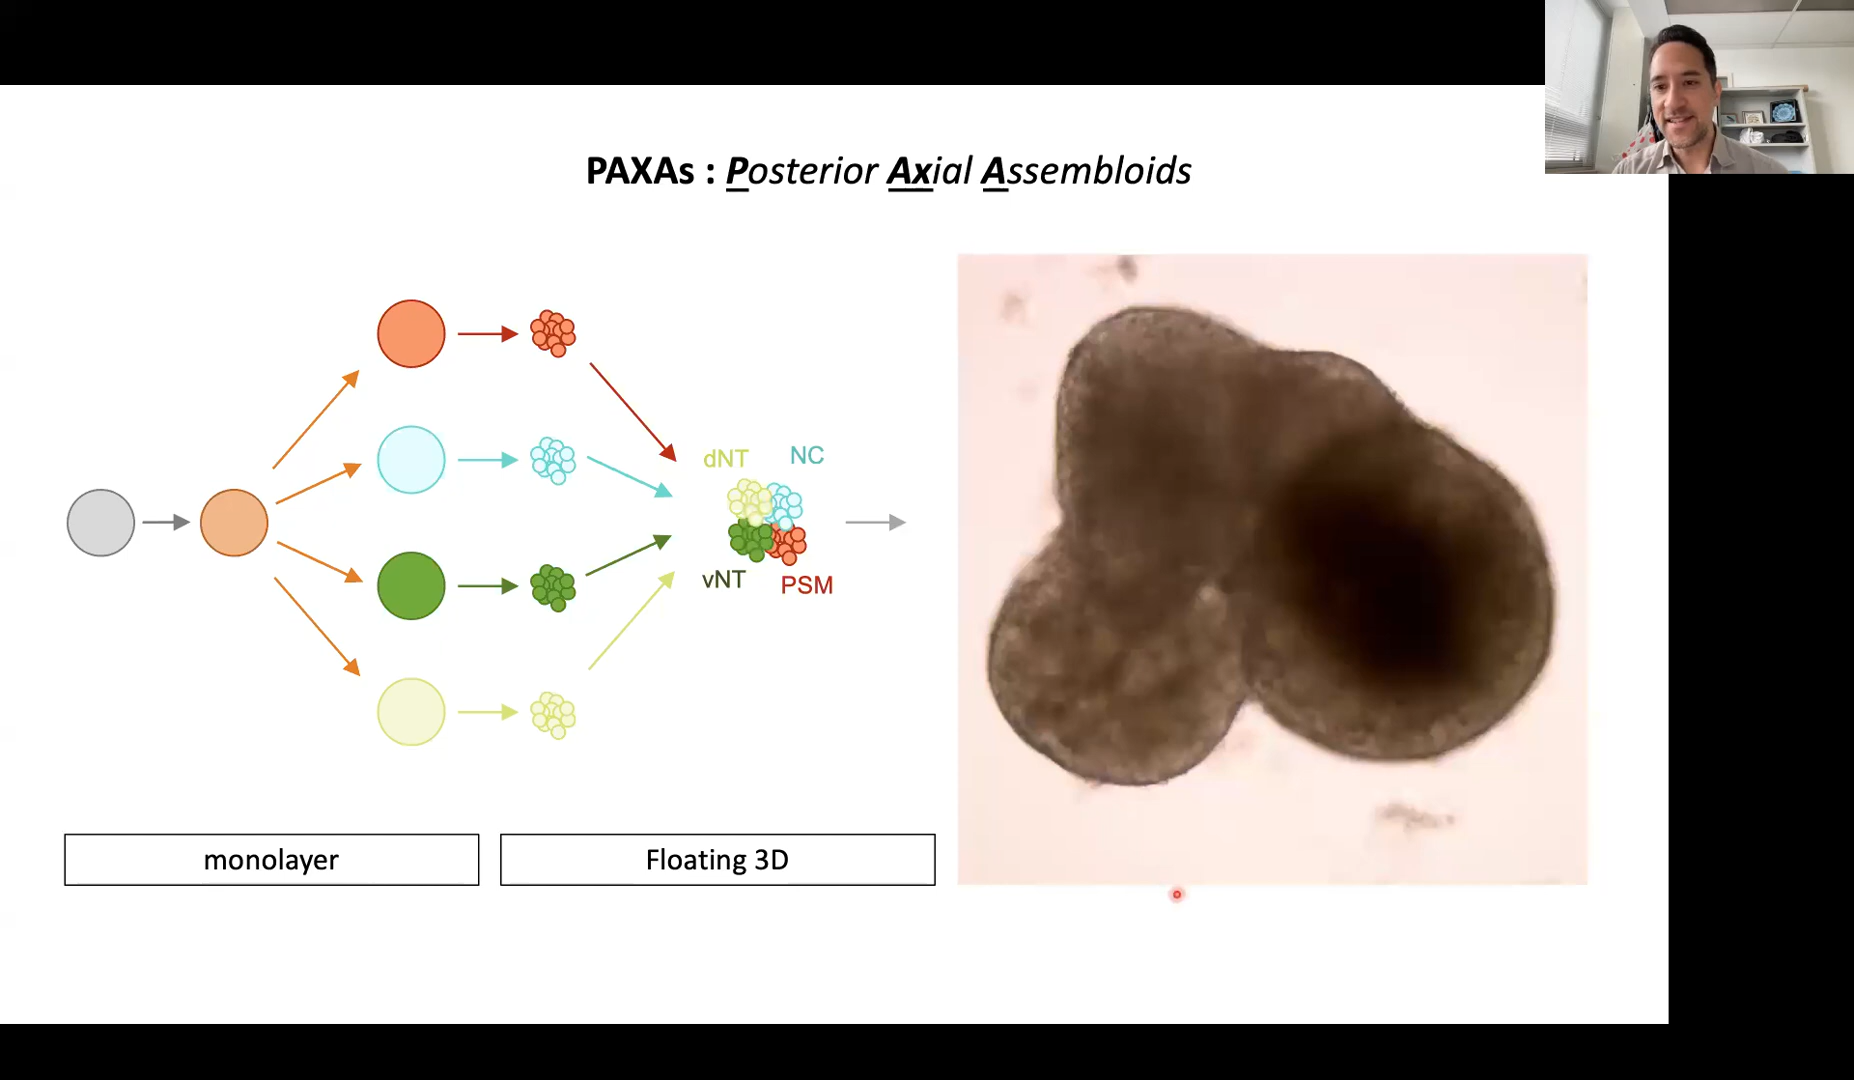 PAXAs : Posterior Axial Assembloids
dNT
NC
vNT
PSM
monolayer
Floating 3D